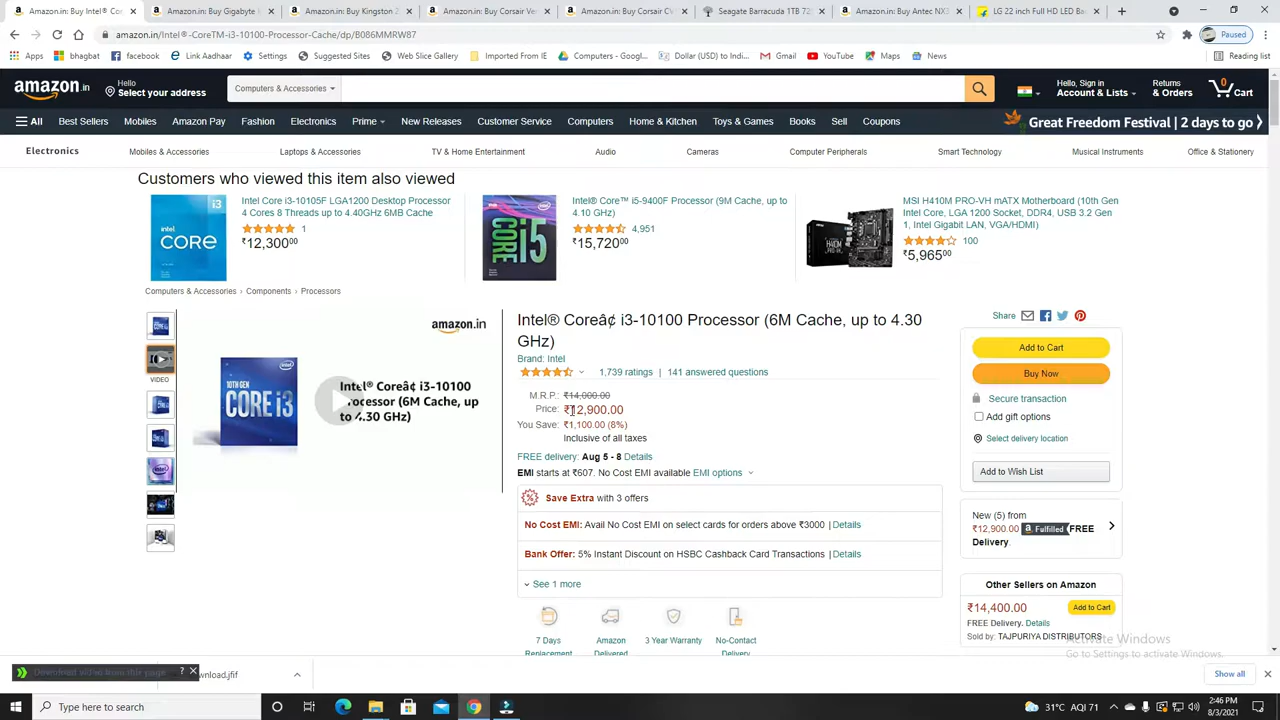 amazon.in: Intel® Cor
amazon.in Buy Gigabyte
amazon.in: Buy Kingston 2
amazon.in: Buy Corsair Ve
amazon.in: Buy Corsair CV
Seagate Barracuda 1TB 720
amazon.in: Buy Antec NX3
LG 22 inch Full HD LED Ba
amazon.in/Intel®-CoreTM-i3-10100-Processor-Cache/dp/B086MMRW87
Paused
Apps
bhagbat
facebook
Link Aadhaar
Settings
Suggested Sites
Web Slice Gallery
Imported From IE
Computers - Googl...
Dollar (USD) to Indi...
Gmail
YouTube
Maps
News
Reading list
amazon.in
Hello
Select your address
Computers & Accessories
Hello, Sign in
Account & Lists
Returns
& Orders
0
Cart
All
Best Sellers
Mobiles
Amazon Pay
Fashion
Electronics
Prime
New Releases
Customer Service
Computers
Home & Kitchen
Toys & Games
Books
Sell
Coupons
Great Freedom Festival | 2 days to go
Electronics
Mobiles & Accessories
Laptops & Accessories
TV & Home Entertainment
Audio
Cameras
Computer Peripherals
Smart Technology
Musical Instruments
Office & Stationery
Customers who viewed this item also viewed
Intel Core i3-10105F LGA1200 Desktop Processor
4 Cores 8 Threads up to 4.40GHz 6MB Cache
1
₹12,300.00
Intel® Core™ i5-9400F Processor (9M Cache, up to
4.10 GHz)
4,951
₹15,720.00
MSI H410M PRO-VH mATX Motherboard (10th Gen
Intel Core, LGA 1200 Socket, DDR4, USB 3.2 Gen
1, Intel Gigabit LAN, VGA/HDMI)
100
₹5,965.00
Computers & Accessories › Components › Processors
amazon.in
10TH GEN
intel
CORE i3
Intel® Coreâ¢ i3-10100
Processor (6M Cache, up
to 4.30 GHz)
VIDEO
Intel® Coreâ¢ i3-10100 Processor (6M Cache, up to 4.30
GHz)
Brand: Intel
1,739 ratings | 141 answered questions
M.R.P.: ₹14,000.00
Price: ₹12,900.00
You Save: ₹1,100.00 (8%)
Inclusive of all taxes
FREE delivery: Aug 5 - 8 Details
EMI starts at ₹607. No Cost EMI available EMI options
Save Extra with 3 offers
No Cost EMI: Avail No Cost EMI on select cards for orders above ₹3000 | Details
Bank Offer: 5% Instant Discount on HSBC Cashback Card Transactions | Details
See 1 more
7 Days
Replacement
Amazon
Delivered
3 Year Warranty
No-Contact
Delivery
Share
Add to Cart
Buy Now
Secure transaction
Add gift options
Select delivery location
Add to Wish List
New (5) from
₹12,900.00 Fulfilled FREE
Delivery.
Other Sellers on Amazon
₹14,400.00
Add to Cart
FREE Delivery. Details
Sold by: TAJPURIYA DISTRIBUTORS
Activate Windows
Go to Settings to activate Windows.
Download video from this page
?
wnload.jfif
Show all
Type here to search
31°C AQI 71
2:46 PM
8/3/2021